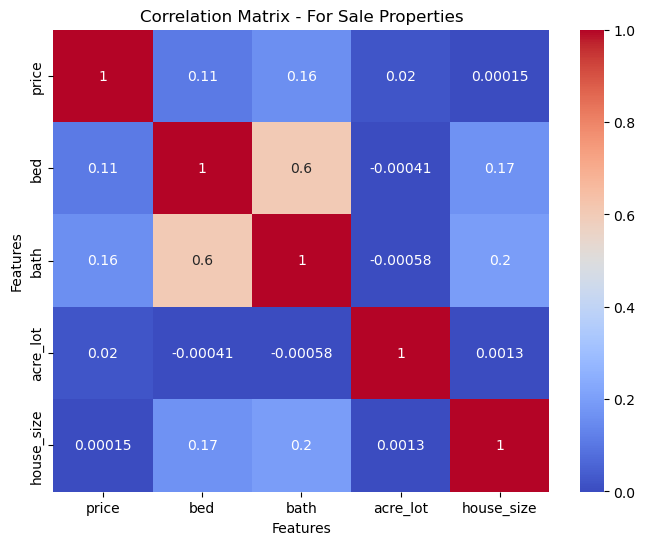 Correlation Matrix - For Sale Properties
price 1 0.11 0.16 0.02 0.00015
bed 0.11 1 0.6 -0.00041 0.17
bath 0.16 0.6 1 -0.00058 0.2
acre_lot 0.02 -0.00041 -0.00058 1 0.0013
house_size 0.00015 0.17 0.2 0.0013 1
price bed bath acre_lot house_size
Features
Features
1.0
0.8
0.6
0.4
0.2
0.0